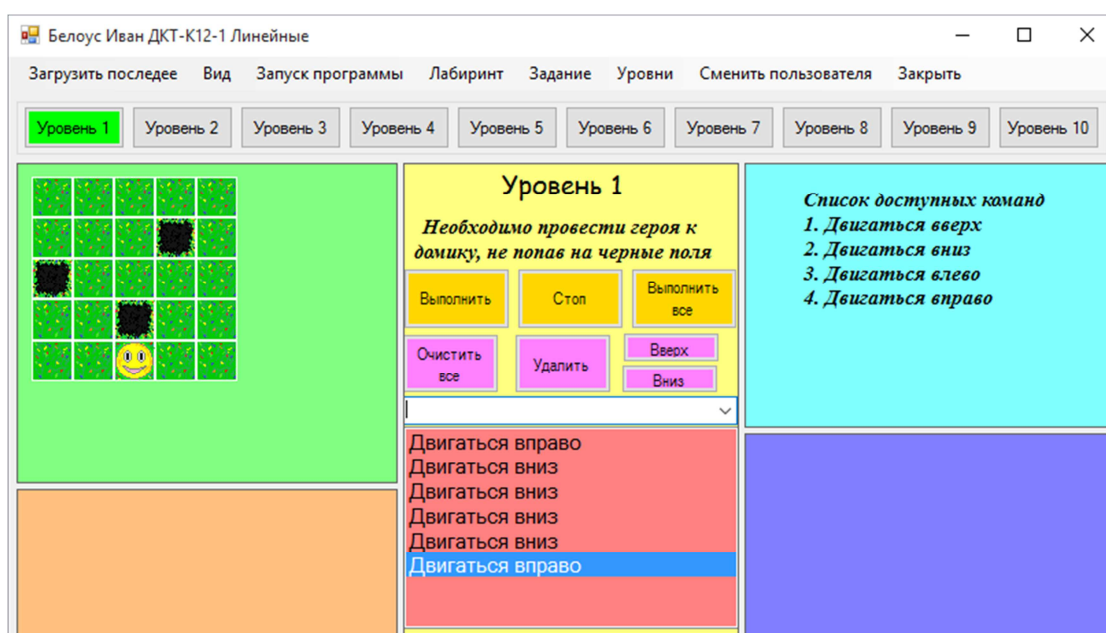 Белоус Иван ДКТ-К12-1 Линейные
Загрузить последее Вид Запуск программы Лабиринт Задание Уровни Сменить пользователя Закрыть
Уровень 1 Уровень 2 Уровень 3 Уровень 4 Уровень 5 Уровень 6 Уровень 7 Уровень 8 Уровень 9 Уровень 10
Уровень 1
Необходимо провести героя к
домику, не попав на черные поля
Выполнить
Стоп
Выполнить
все
Очистить
все
Удалить
Вверх
Вниз
Двигаться вправо
Двигаться вниз
Двигаться вниз
Двигаться вниз
Двигаться вниз
Двигаться вправо
Список доступных команд
1. Двигаться вверх
2. Двигаться вниз
3. Двигаться влево
4. Двигаться вправо